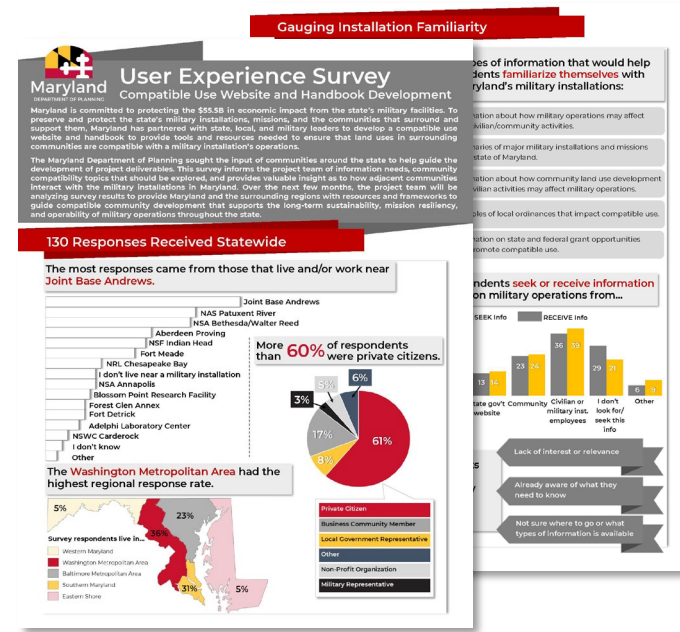 Gauging Installation Familiarity
Maryland
DEPARTMENT OF PLANNING
User Experience Survey
Compatible Use Website and Handbook Development
Maryland is committed to protecting the $55.5B in economic impact from the state's military facilities. To
preserve and protect the state's military installations, missions, and the communities that surround and
support them, Maryland has partnered with state, local, and military leaders to develop a compatible use
website and handbook to provide tools and resources needed to ensure that land uses in surrounding
communities are compatible with a military installation's operations.
The Maryland Department of Planning sought the input of communities around the state to help guide the
development of project deliverables. This survey informs the project team of information needs, community
compatibility topics that should be explored, and provides valuable insight as to how adjacent communities
interact with the military installations in Maryland. Over the next few months, the project team will be
analyzing survey results to provide Maryland and the surrounding regions with resources and frameworks to
guide compatible community development that supports the long-term sustainability, mission resiliency,
and operability of military operations throughout the state.
130 Responses Received Statewide
The most responses came from those that live and/or work near
Joint Base Andrews.
Joint Base Andrews
NAS Patuxent River
NSA Bethesda/Walter Reed
Aberdeen Proving
NSF Indian Head
Fort Meade
NRL Chesapeake Bay
I don't live near a military installation
NSA Annapolis
Blossom Point Research Facility
Forest Glen Annex
Fort Detrick
Adelphi Laboratory Center
NSWC Carderock
I don't know
Other
More than 60% of respondents were private citizens.
6%
5%
3%
17%
8%
61%
Private Citizen
Business Community Member
Local Government Representative
Other
Non-Profit Organization
Military Representative
The Washington Metropolitan Area had the
highest regional response rate.
5%
23%
36%
31%
5%
Survey respondents live in...
Western Maryland
Washington Metropolitan Area
Baltimore Metropolitan Area
Southern Maryland
Eastern Shore
of information that would help
familiarize themselves with
military installations:
about how military operations may affect
community activities.
of major military installations and missions
state of Maryland.
about how community land use development
activities may affect military operations.
of local ordinances that impact compatible use.
on state and federal grant opportunities
compatible use.
seek or receive information
on military operations from...
SEEK Info
RECEIVE Info
13 14
23 24
36 39
29 21
6 5
gov't website
Community
Civilian or military inst. employees
I don't look for/ seek this info
Other
Lack of interest or relevance
Already aware of what they
need to know
Not sure where to go or what
types of information is available